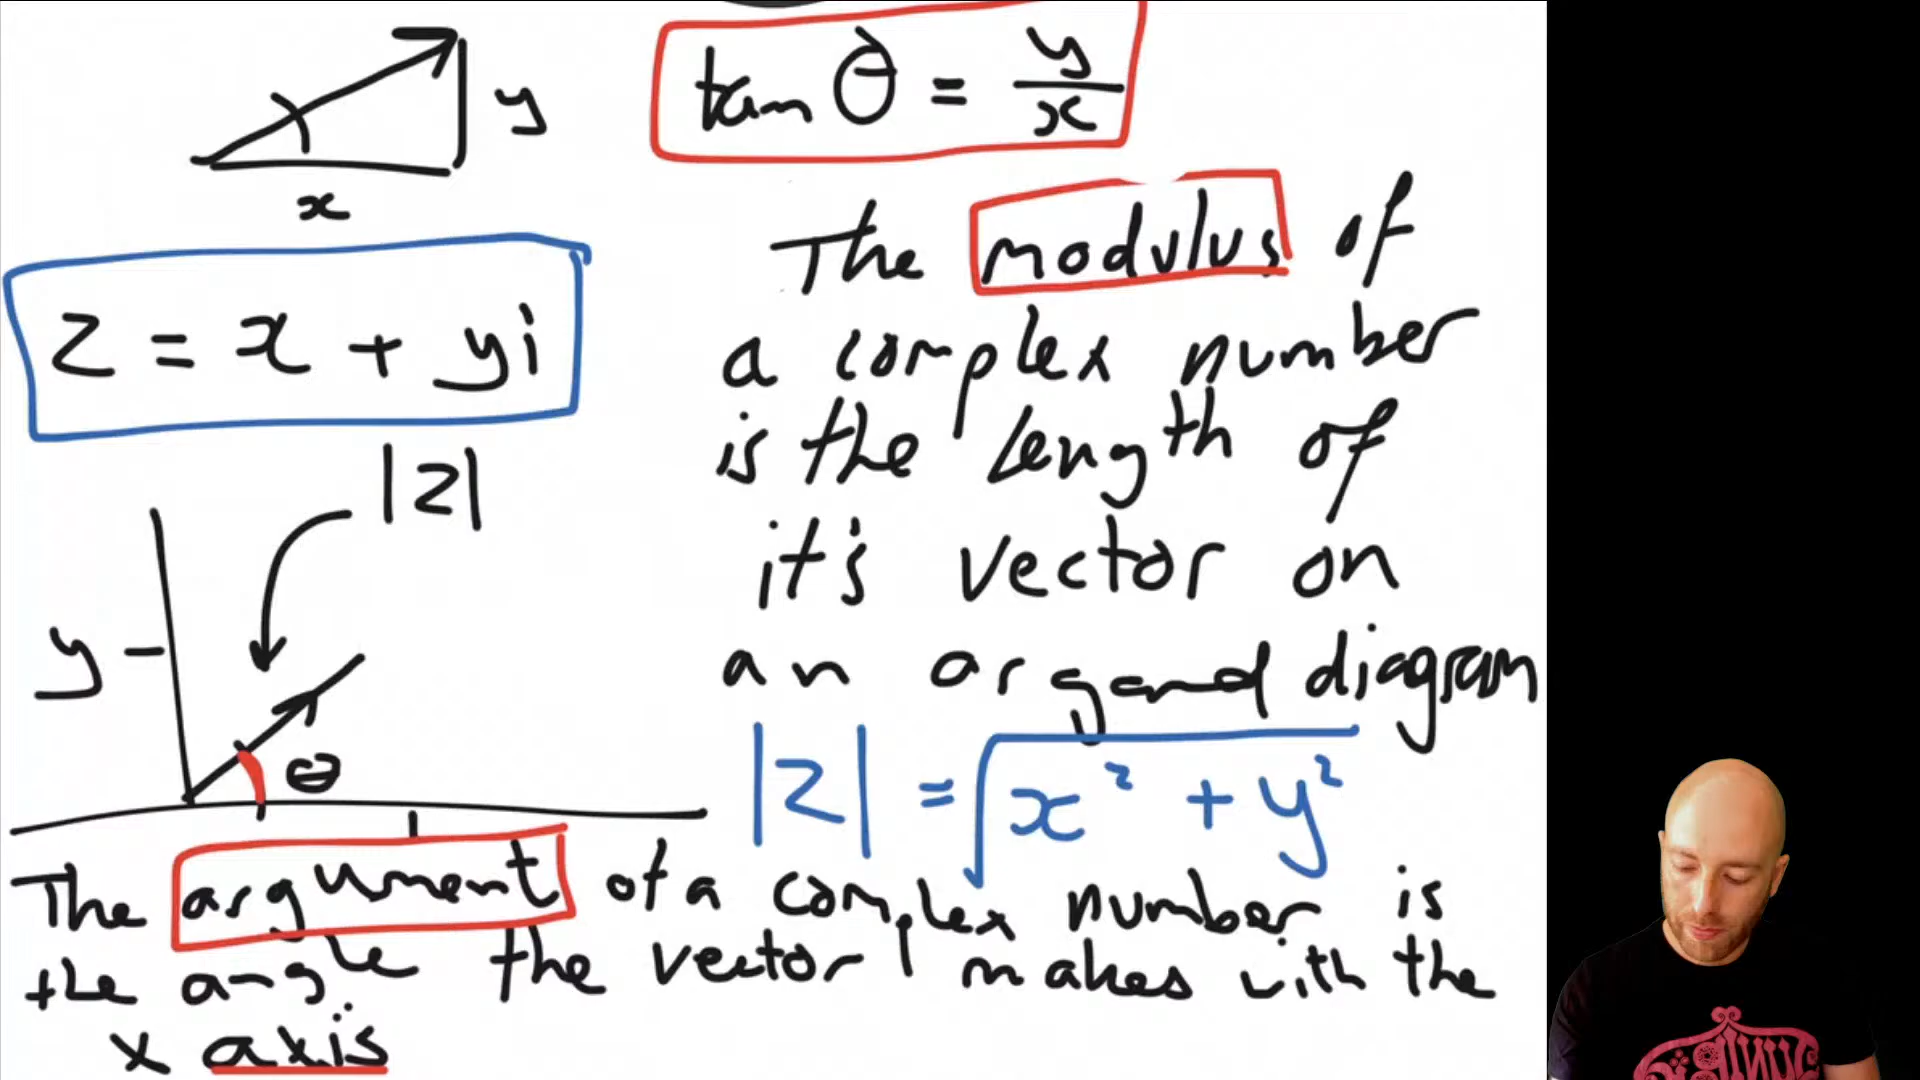 y
x
tan θ = y/x
z = x + yi
The modulus of
a complex number
is the length of
it's vector on
an argand diagram
|z|
y
θ
|z| = √x² + y²
The argument of a complex number is
the angle the vector makes with the
x axis